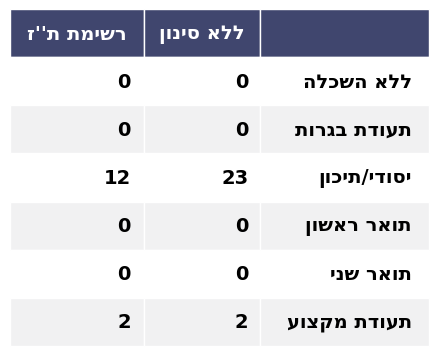 ללא סינון רשימת ת''ז
ללא השכלה 0 0
תעודת בגרות 0 0
יסודי/תיכון 23 12
תואר ראשון 0 0
תואר שני 0 0
תעודת מקצוע 2 2